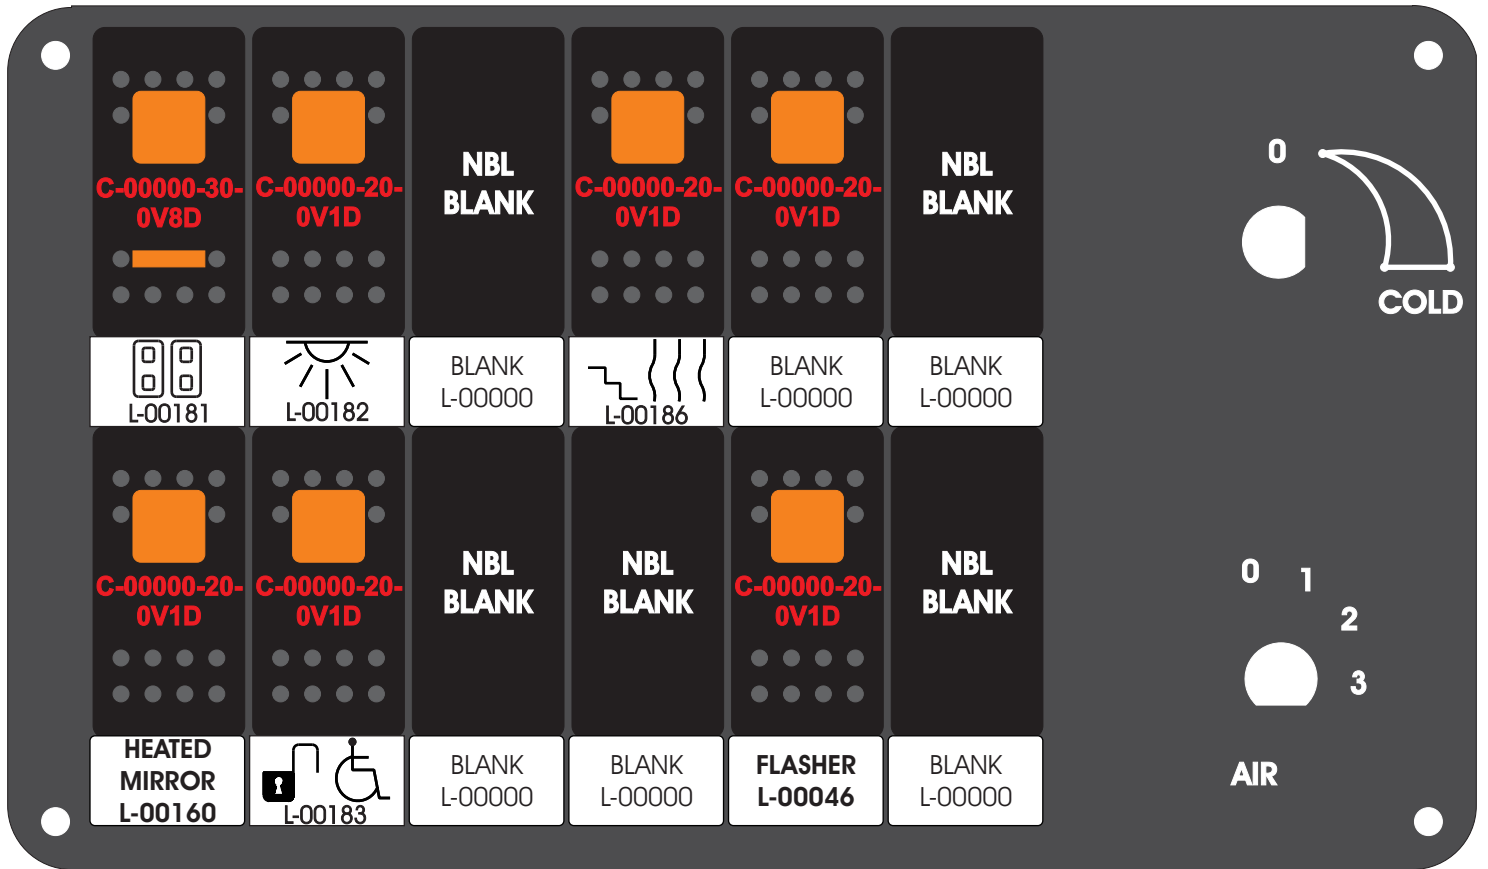 C-00000-30-
0V8D
C-00000-20-
0V1D
NBL
BLANK
C-00000-20-
0V1D
C-00000-20-
0V1D
NBL
BLANK
0
COLD
L-00181
L-00182
BLANK
L-00000
L-00186
BLANK
L-00000
BLANK
L-00000
C-00000-20-
0V1D
C-00000-20-
0V1D
NBL
BLANK
NBL
BLANK
C-00000-20-
0V1D
NBL
BLANK
0
1
2
3
HEATED
MIRROR
L-00160
L-00183
BLANK
L-00000
BLANK
L-00000
FLASHER
L-00046
BLANK
L-00000
AIR